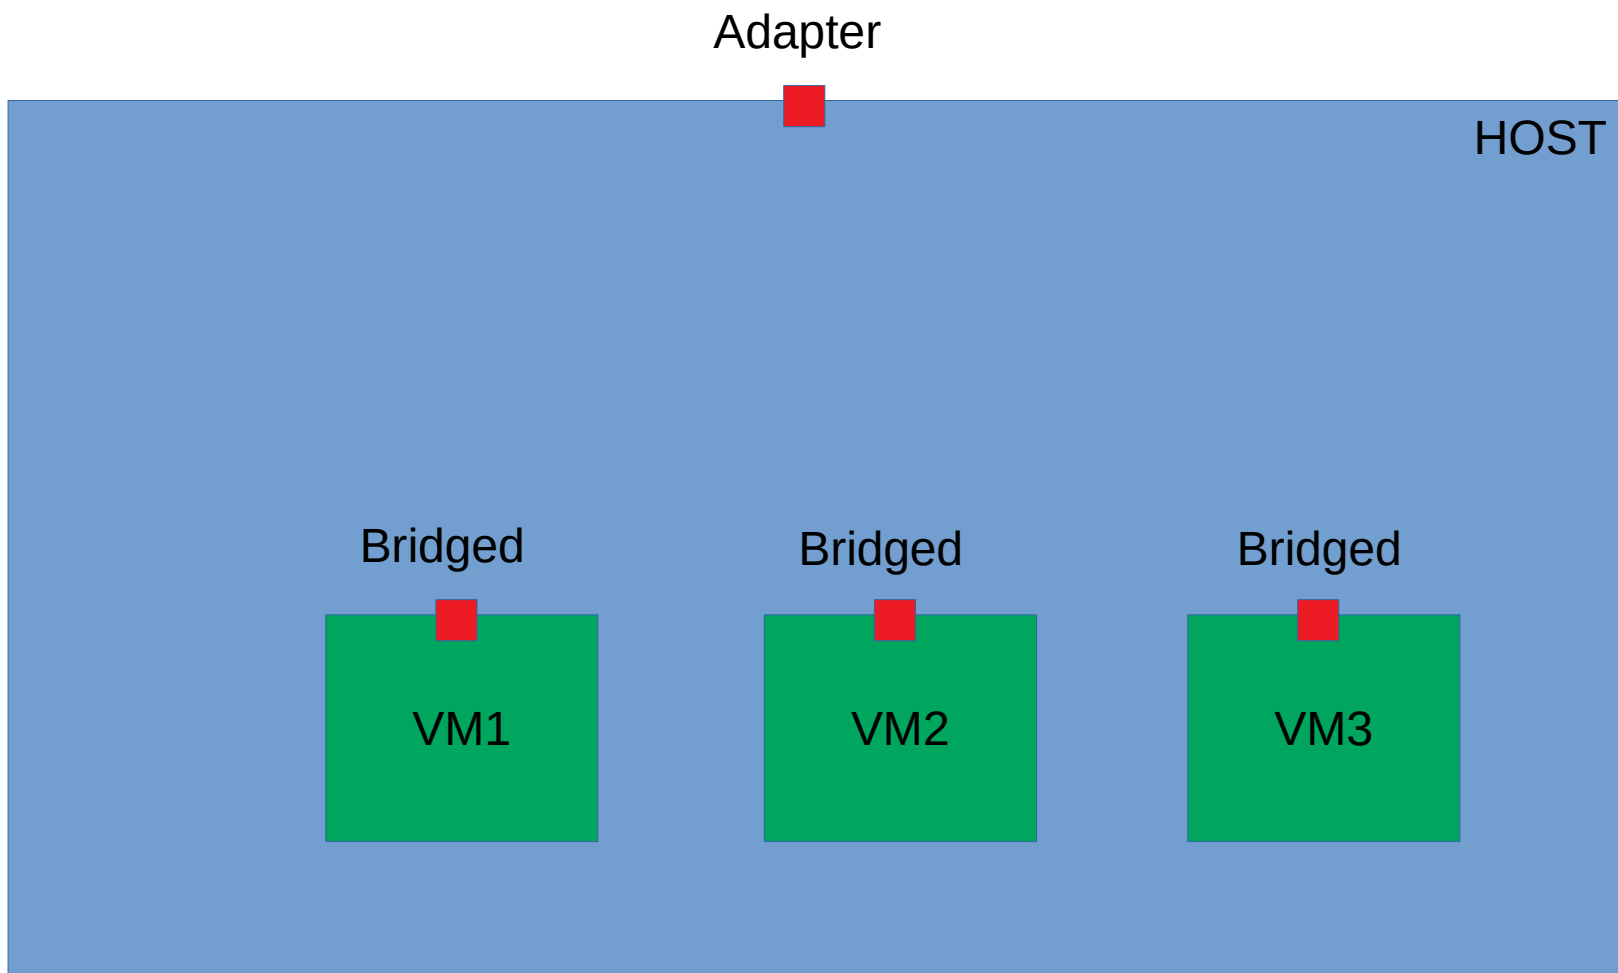 Adapter
HOST
Bridged
Bridged
Bridged
VM1
VM2
VM3